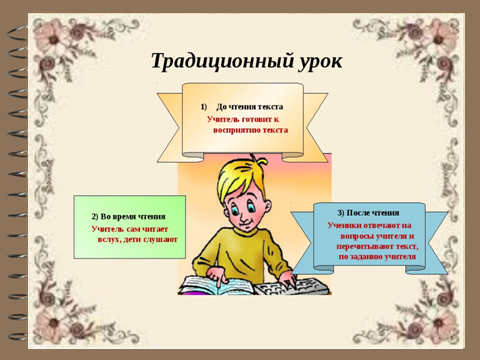 Традиционный урок
1) До чтения текста
Учитель готовит к
восприятию текста
2) Во время чтения
Учитель сам читает
вслух, дети слушают
3) После чтения
Ученики отвечают на
вопросы учителя и
перечитывают текст,
по заданию учителя